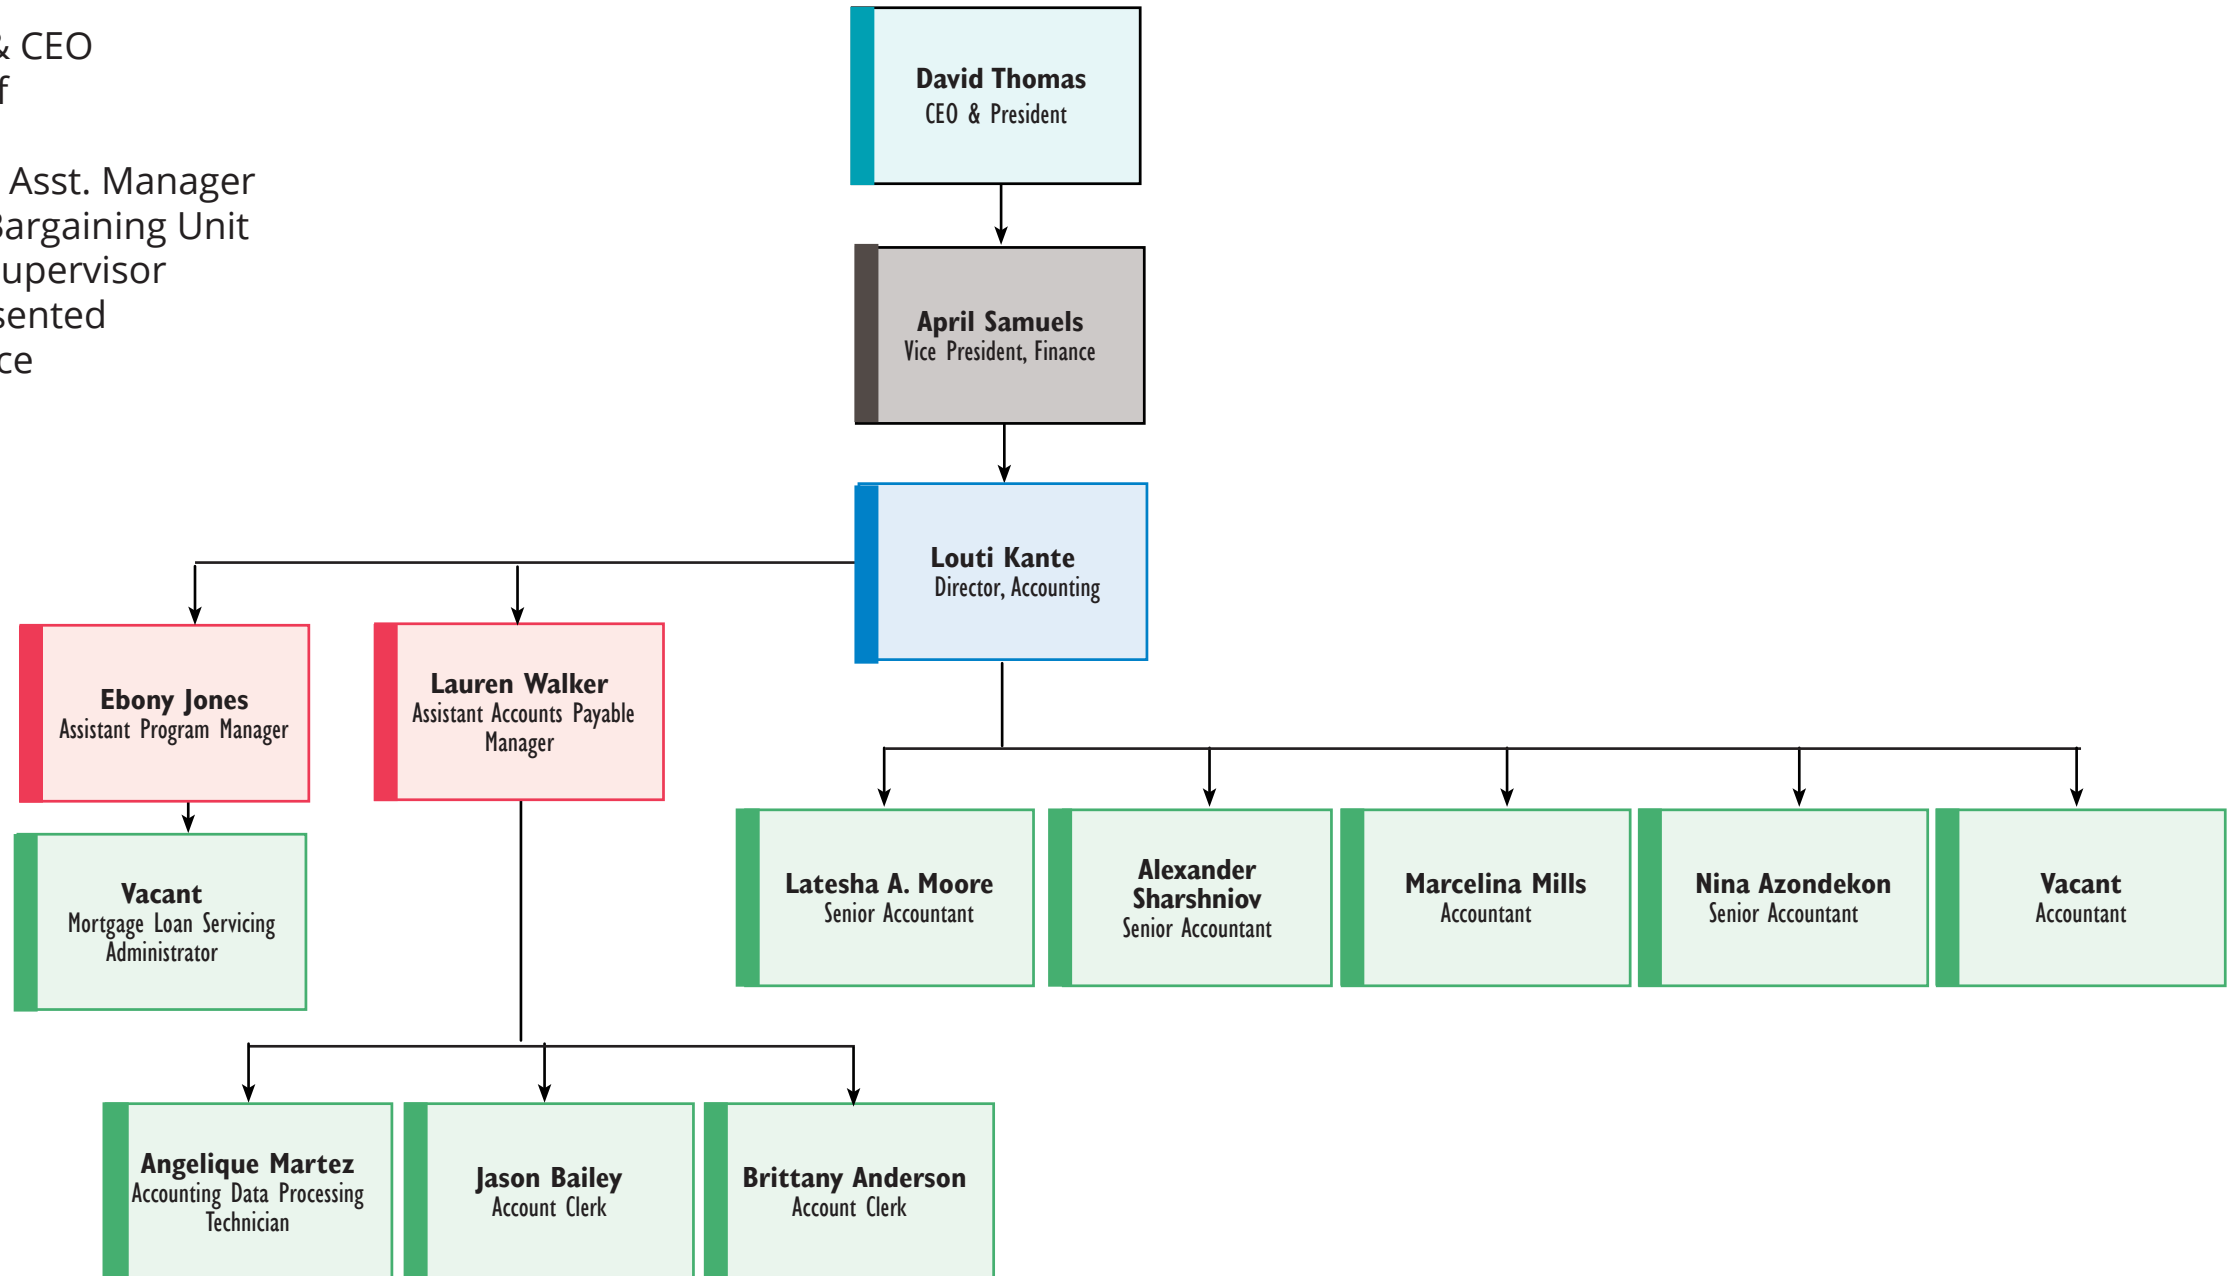 & CEO
Asst. Manager
Bargaining Unit
David Thomas
CEO & President
April Samuels
Vice President, Finance
Louti Kante
Director, Accounting
Ebony Jones
Assistant Program Manager
Lauren Walker
Assistant Accounts Payable
Manager
Vacant
Mortgage Loan Servicing
Administrator
Latesha A. Moore
Senior Accountant
Alexander
Sharshniov
Senior Accountant
Marcelina Mills
Accountant
Nina Azondekon
Senior Accountant
Vacant
Accountant
Angelique Martez
Accounting Data Processing
Technician
Jason Bailey
Account Clerk
Brittany Anderson
Account Clerk